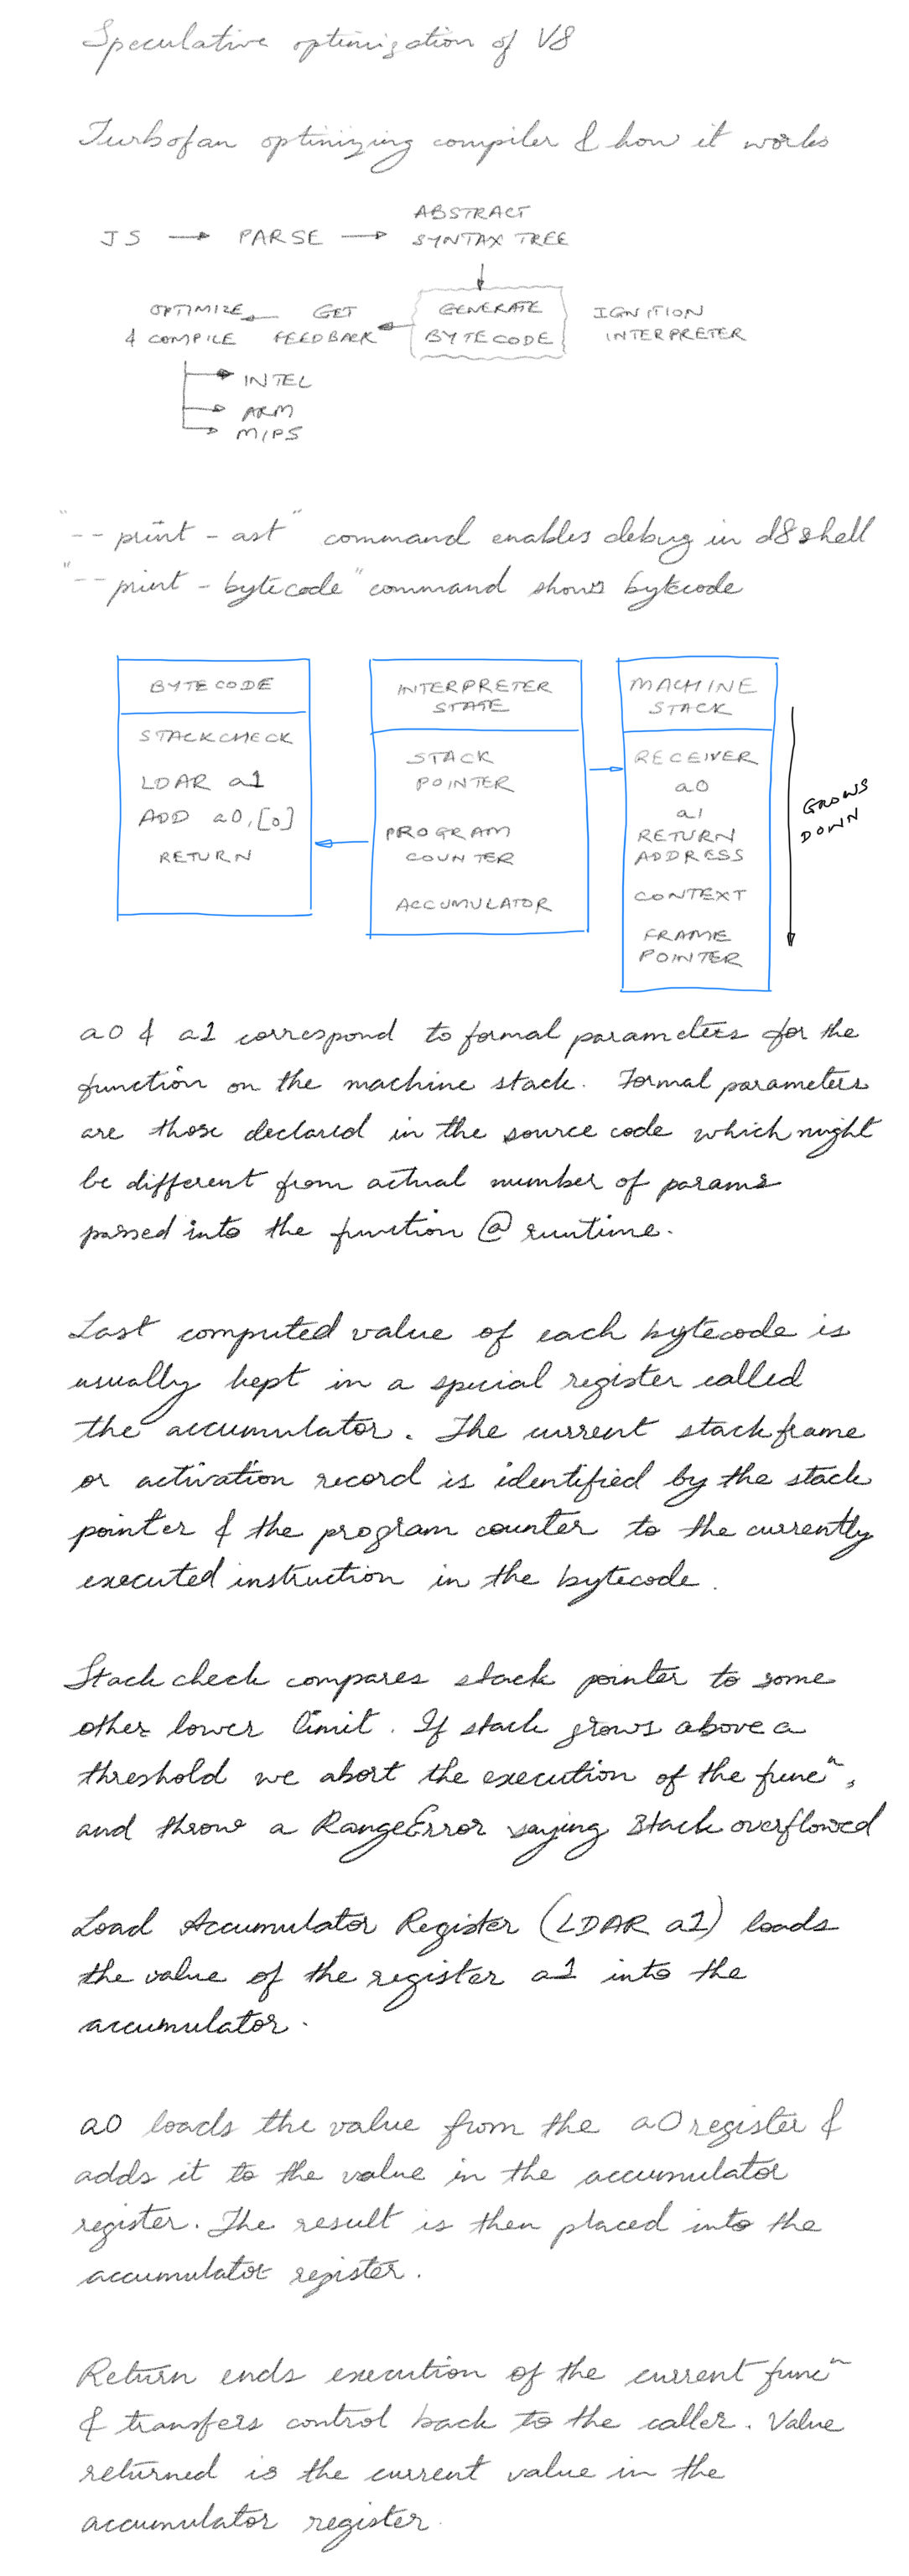 Speculative optimization of V8
Turbofan optimizing compiler & how it works
ABSTRACT
JS → PARSE → SYNTAX TREE
OPTIMIZE ← GET ← GENERATE IGNITION
& COMPILE FEEDBACK BYTECODE INTERPRETER
→ INTEL
→ ARM
→ MIPS
"--print-ast" command enables debug in d8 shell
"--print-bytecode" command shows bytecode
BYTECODE
STACKCHECK
LDAR a1
ADD a0, [0]
RETURN
INTERPRETER
STATE
STACK
POINTER
PROGRAM
COUNTER
ACCUMULATOR
MACHINE
STACK
RECEIVER
a0
a1
RETURN
ADDRESS
CONTEXT
FRAME
POINTER
GROWS
DOWN
a0 & a1 correspond to formal parameters for the
function on the machine stack. Formal parameters
are those declared in the source code which might
be different from actual number of params
passed into the function @ runtime.
Last computed value of each bytecode is
usually kept in a special register called
the accumulator. The current stack frame
or activation record is identified by the stack
pointer & the program counter to the currently
executed instruction in the bytecode.
Stack check compares stack pointer to some
other lower limit. If stack grows above a
threshold we abort the execution of the funcⁿ,
and throw a RangeError saying Stack overflowed
Load Accumulator Register (LDAR a1) loads
the value of the register a1 into the
accumulator.
a0 loads the value from the a0 register &
adds it to the value in the accumulator
register. The result is then placed into the
accumulator register.
Return ends execution of the current funcⁿ
& transfers control back to the caller. Value
returned is the current value in the
accumulator register.